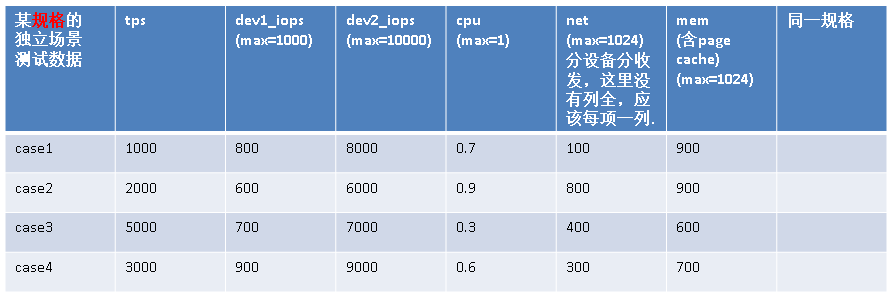 某规格的独立场景测试数据 tps dev1_iops (max=1000) dev2_iops (max=10000) cpu (max=1) net (max=1024) 分设备分收发，这里没有列全，应该每项一列. mem (含page cache) (max=1024) 同一规格
case1 1000 800 8000 0.7 100 900
case2 2000 600 6000 0.9 800 900
case3 5000 700 7000 0.3 400 600
case4 3000 900 9000 0.6 300 700